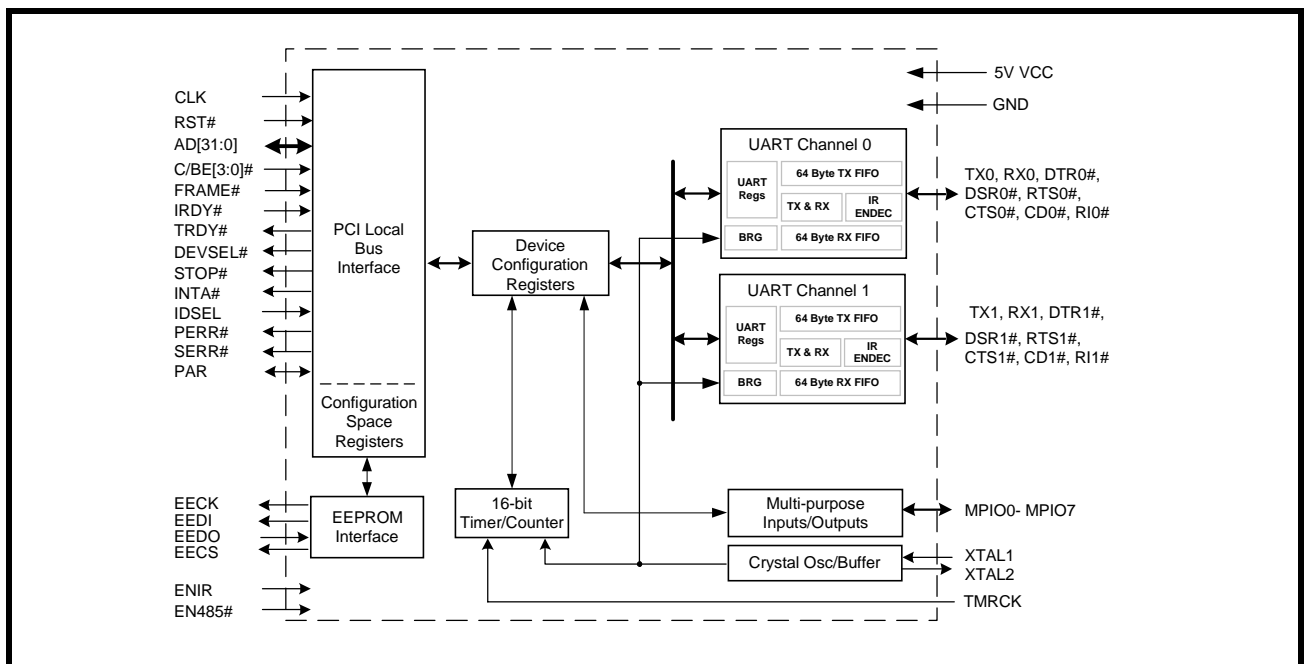 CLK
RST#
AD[31:0]
C/BE[3:0]#
FRAME#
IRDY#
TRDY#
DEVSEL#
STOP#
INTA#
IDSEL
PERR#
SERR#
PAR
EECK
EEDI
EEDO
EECS
ENIR
EN485#
PCI Local
Bus
Interface
Configuration
Space
Registers
EEPROM
Interface
Device
Configuration
Registers
16-bit
Timer/Counter
UART Channel 0
UART
Regs
64 Byte TX FIFO
TX & RX
IR
ENDEC
BRG
64 Byte RX FIFO
UART Channel 1
UART
Regs
64 Byte TX FIFO
TX & RX
IR
ENDEC
BRG
64 Byte RX FIFO
Multi-purpose
Inputs/Outputs
Crystal Osc/Buffer
5V VCC
GND
TX0, RX0, DTR0#,
DSR0#, RTS0#,
CTS0#, CD0#, RI0#
TX1, RX1, DTR1#,
DSR1#, RTS1#,
CTS1#, CD1#, RI1#
MPIO0- MPIO7
XTAL1
XTAL2
TMRCK